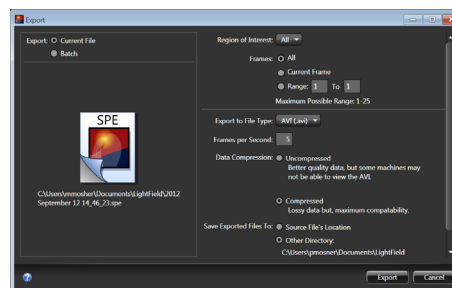 Export
Export: Current File
Batch
SPE
C:\Users\mmosher\Documents\LightField\2012
September 12 14_46_23.spe
Region of Interest: All
Frames: All
Current Frame
Range: 1 To 1
Maximum Possible Range: 1-25
Export to File Type: AVI (.avi)
Frames per Second: 5
Data Compression: Uncompressed
Better quality data, but some machines may
not be able to view the AVI.
Compressed
Lossy data but, maximum compatability.
Save Exported Files To: Source File's Location
Other Directory:
C:\Users\pmosner\Documents\LightField
Export Cancel